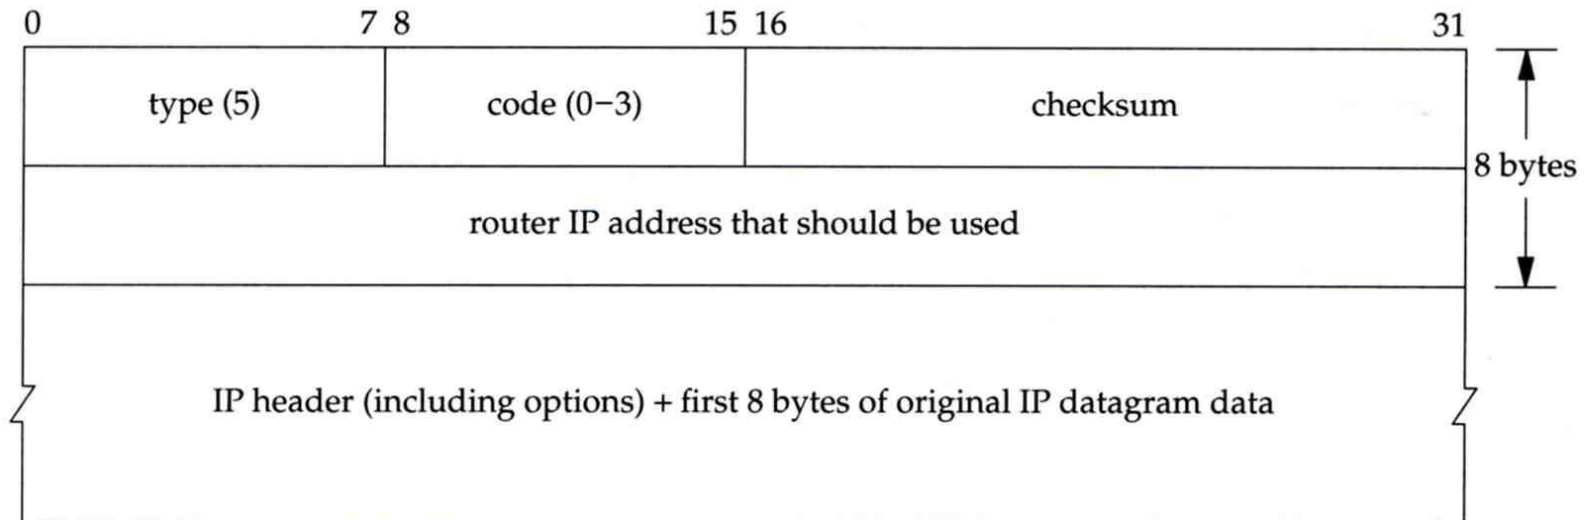 0 7 8 15 16 31
type (5) code (0−3) checksum
8 bytes
router IP address that should be used
IP header (including options) + first 8 bytes of original IP datagram data